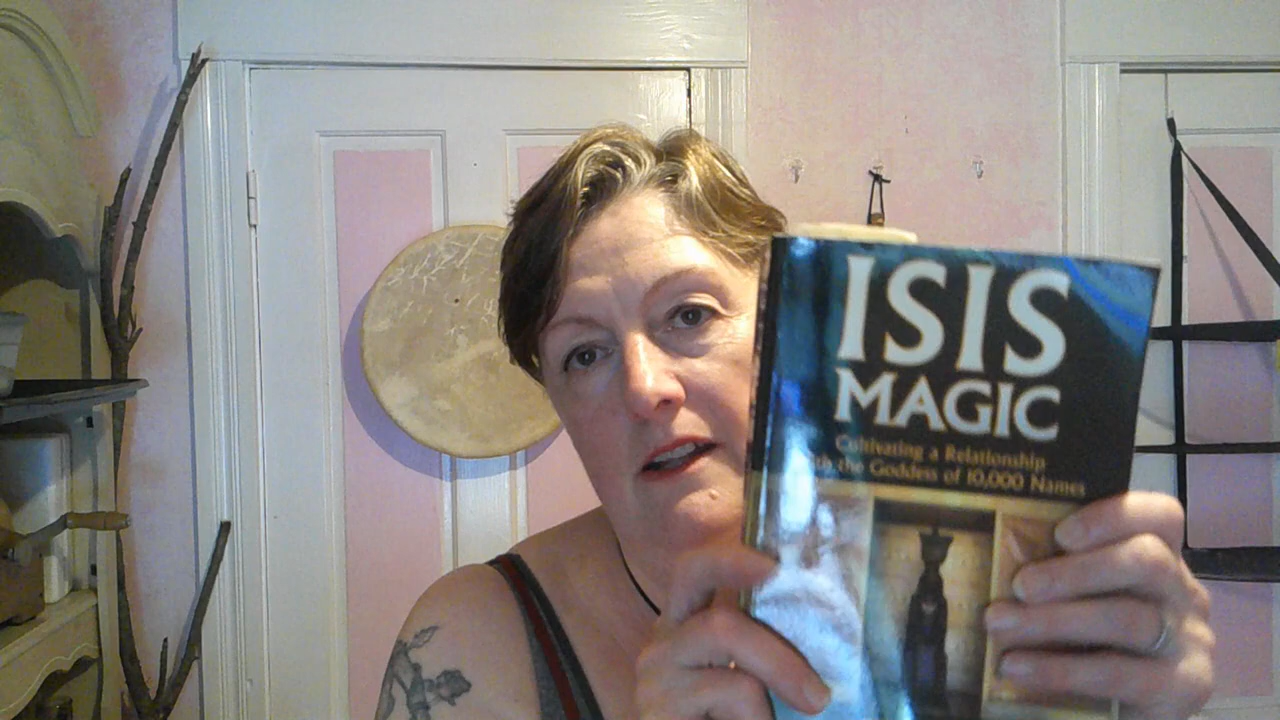 ISIS
MAGIC
Cultivating a Relationship
the Goddess of 10,000 Names